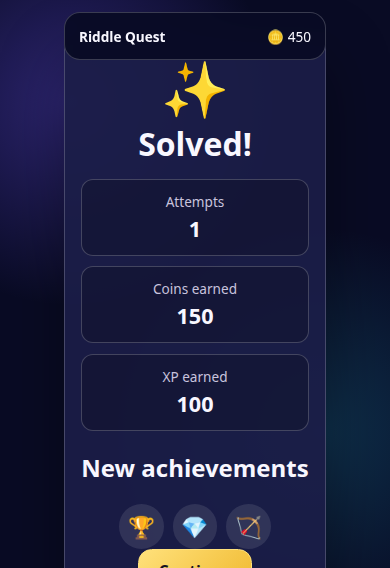 Riddle Quest
450
Solved!
Attempts
1
Coins earned
150
XP earned
100
New achievements